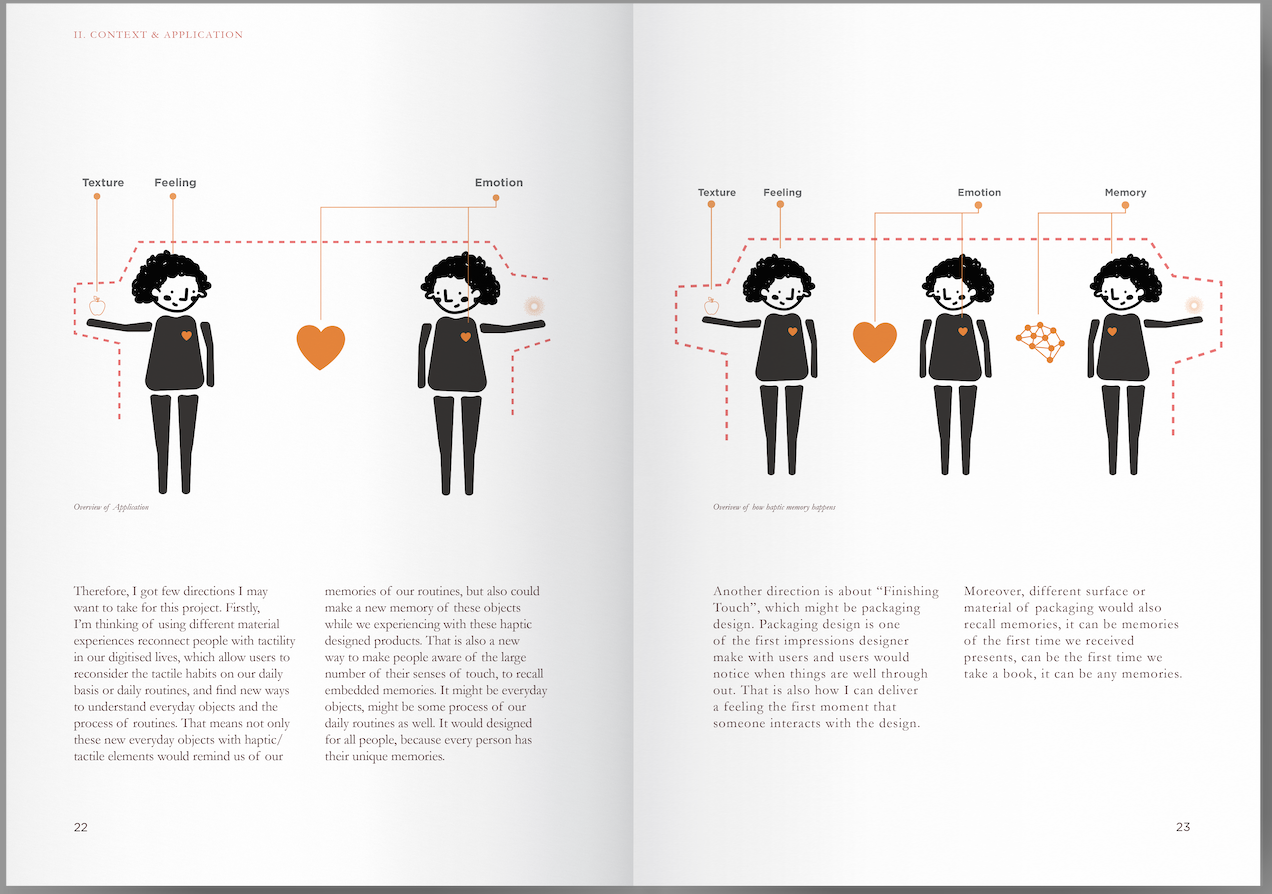 II. CONTEXT & APPLICATION
Texture
Feeling
Emotion
Overview of Application
Therefore, I got few directions I may
want to take for this project. Firstly,
I'm thinking of using different material
experiences reconnect people with tactility
in our digitised lives, which allow users to
reconsider the tactile habits on our daily
basis or daily routines, and find new ways
to understand everyday objects and the
process of routines. That means not only
these new everyday objects with haptic/
tactile elements would remind us of our
memories of our routines, but also could
make a new memory of these objects
while we experiencing with these haptic
designed products. That is also a new
way to make people aware of the large
number of their senses of touch, to recall
embedded memories. It might be everyday
objects, might be some process of our
daily routines as well. It would designed
for all people, because every person has
their unique memories.
22
Texture
Feeling
Emotion
Memory
Overivew of how haptic memory happens
Another direction is about “Finishing
Touch”, which might be packaging
design. Packaging design is one
of the first impressions designer
make with users and users would
notice when things are well through
out. That is also how I can deliver
a feeling the first moment that
someone interacts with the design.
Moreover, different surface or
material of packaging would also
recall memories, it can be memories
of the first time we received
presents, can be the first time we
take a book, it can be any memories.
23